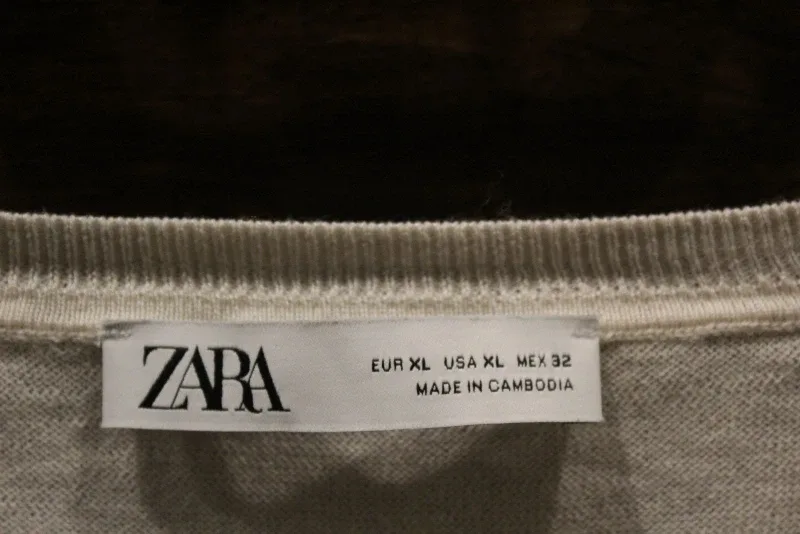 ZARA
EUR XL USA XL MEX 32
MADE IN CAMBODIA